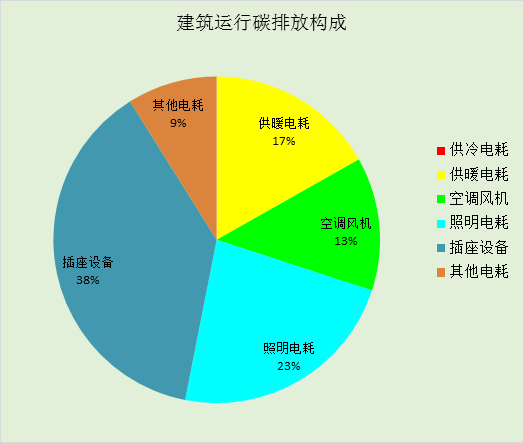 建筑运行碳排放构成
其他电耗
9%
供暖电耗
17%
空调风机
13%
照明电耗
23%
插座设备
38%
供冷电耗
供暖电耗
空调风机
照明电耗
插座设备
其他电耗